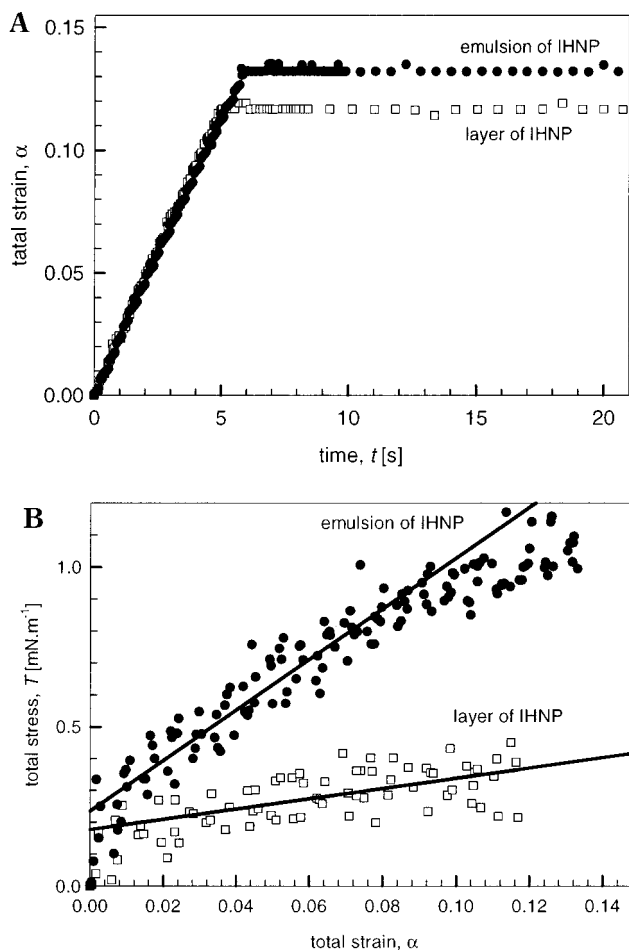 A
0.15
emulsion of IHNP
layer of IHNP
0.10
tatal strain, α
0.05
0.00
0 5 10 15 20
time, t [s]
B
emulsion of IHNP
1.0
total stress, T [mN.m⁻¹]
layer of IHNP
0.5
0.0
0.00 0.02 0.04 0.06 0.08 0.10 0.12 0.14
total strain, α